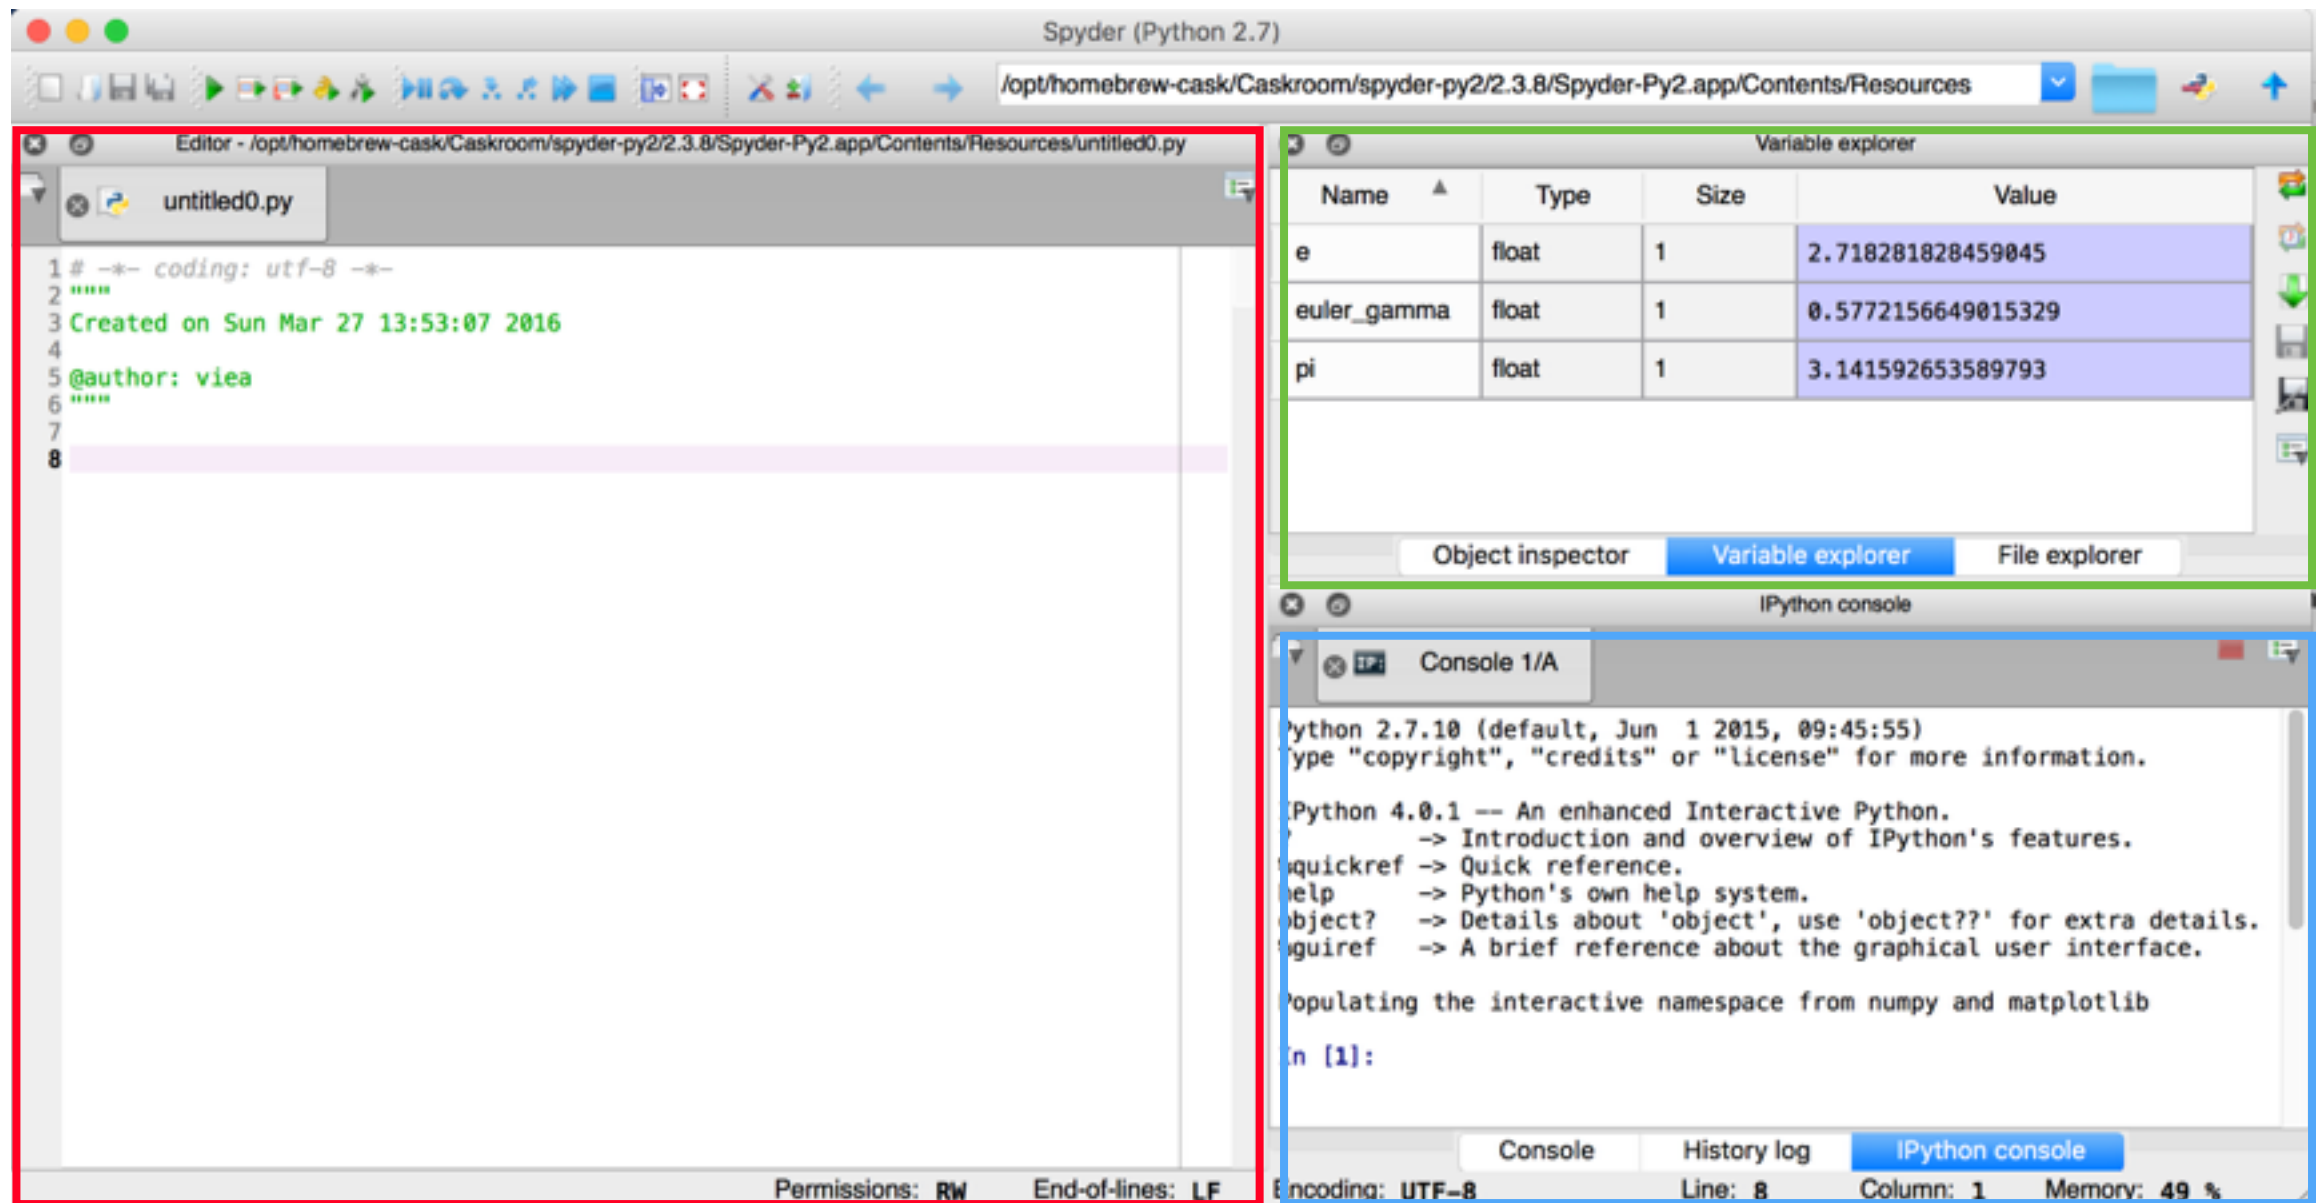 Spyder (Python 2.7)
/opt/homebrew-cask/Caskroom/spyder-py2/2.3.8/Spyder-Py2.app/Contents/Resources
Editor - /opt/homebrew-cask/Caskroom/spyder-py2/2.3.8/Spyder-Py2.app/Contents/Resources/untitled0.py
untitled0.py
1 # -*- coding: utf-8 -*-
2 """
3 Created on Sun Mar 27 13:53:07 2016
4
5 @author: viea
6 """
7
8
Permissions: RW End-of-lines: LF
Variable explorer
Name Type Size Value
e float 1 2.718281828459045
euler_gamma float 1 0.5772156649015329
pi float 1 3.141592653589793
Object inspector Variable explorer File explorer
IPython console
IP: Console 1/A
Python 2.7.10 (default, Jun  1 2015, 09:45:55)
Type "copyright", "credits" or "license" for more information.
IPython 4.0.1 -- An enhanced Interactive Python.
?         -> Introduction and overview of IPython's features.
%quickref -> Quick reference.
help      -> Python's own help system.
object?   -> Details about 'object', use 'object??' for extra details.
%guiref   -> A brief reference about the graphical user interface.
Populating the interactive namespace from numpy and matplotlib
In [1]:
Console History log IPython console
Encoding: UTF-8 Line: 8 Column: 1 Memory: 49 %